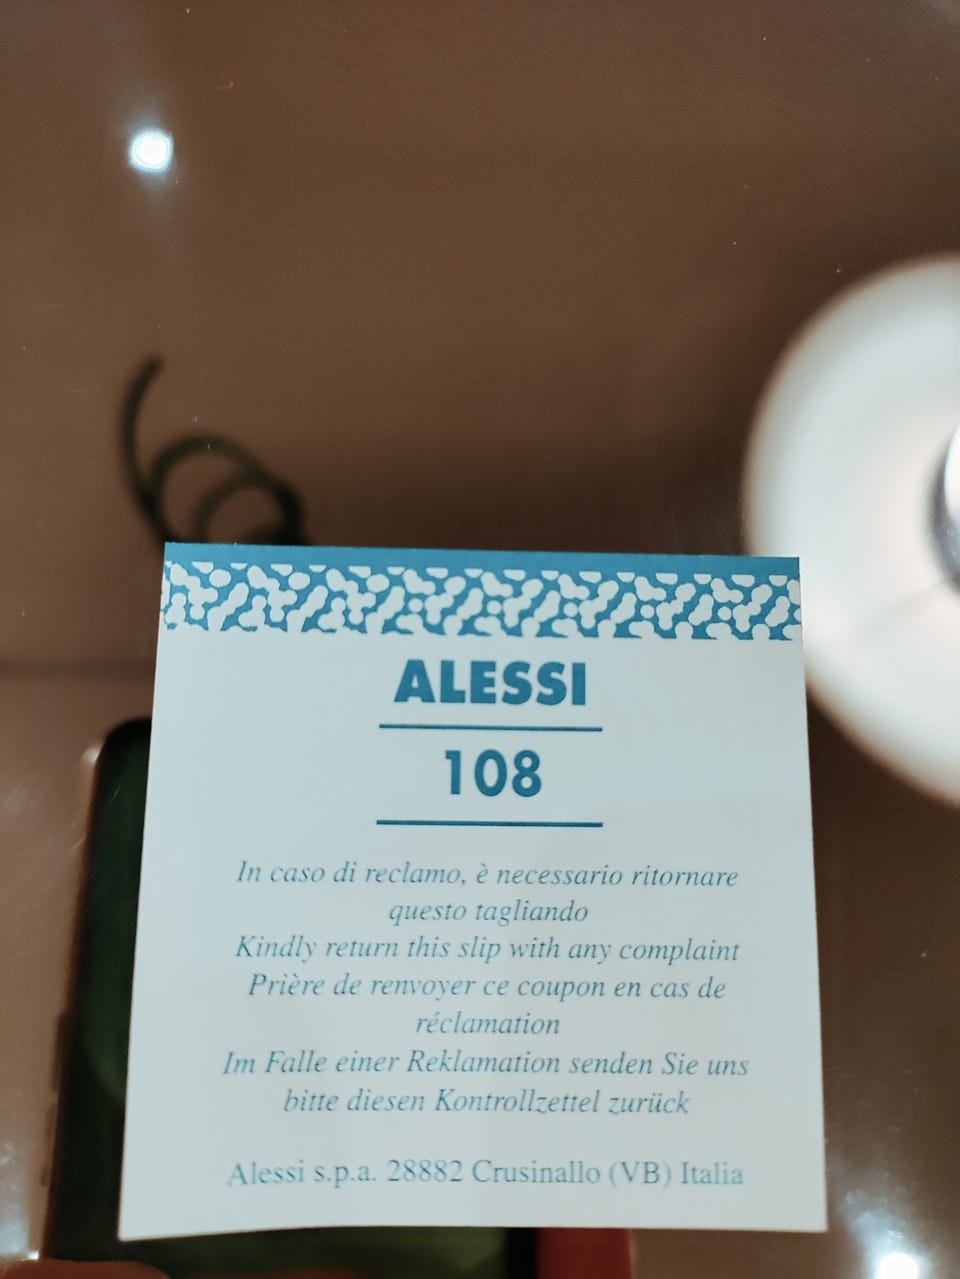 ALESSI
108
In caso di reclamo, è necessario ritornare
questo tagliando
Kindly return this slip with any complaint
Prière de renvoyer ce coupon en cas de
réclamation
Im Falle einer Reklamation senden Sie uns
bitte diesen Kontrollzettel zurück
Alessi s.p.a. 28882 Crusinallo (VB) Italia